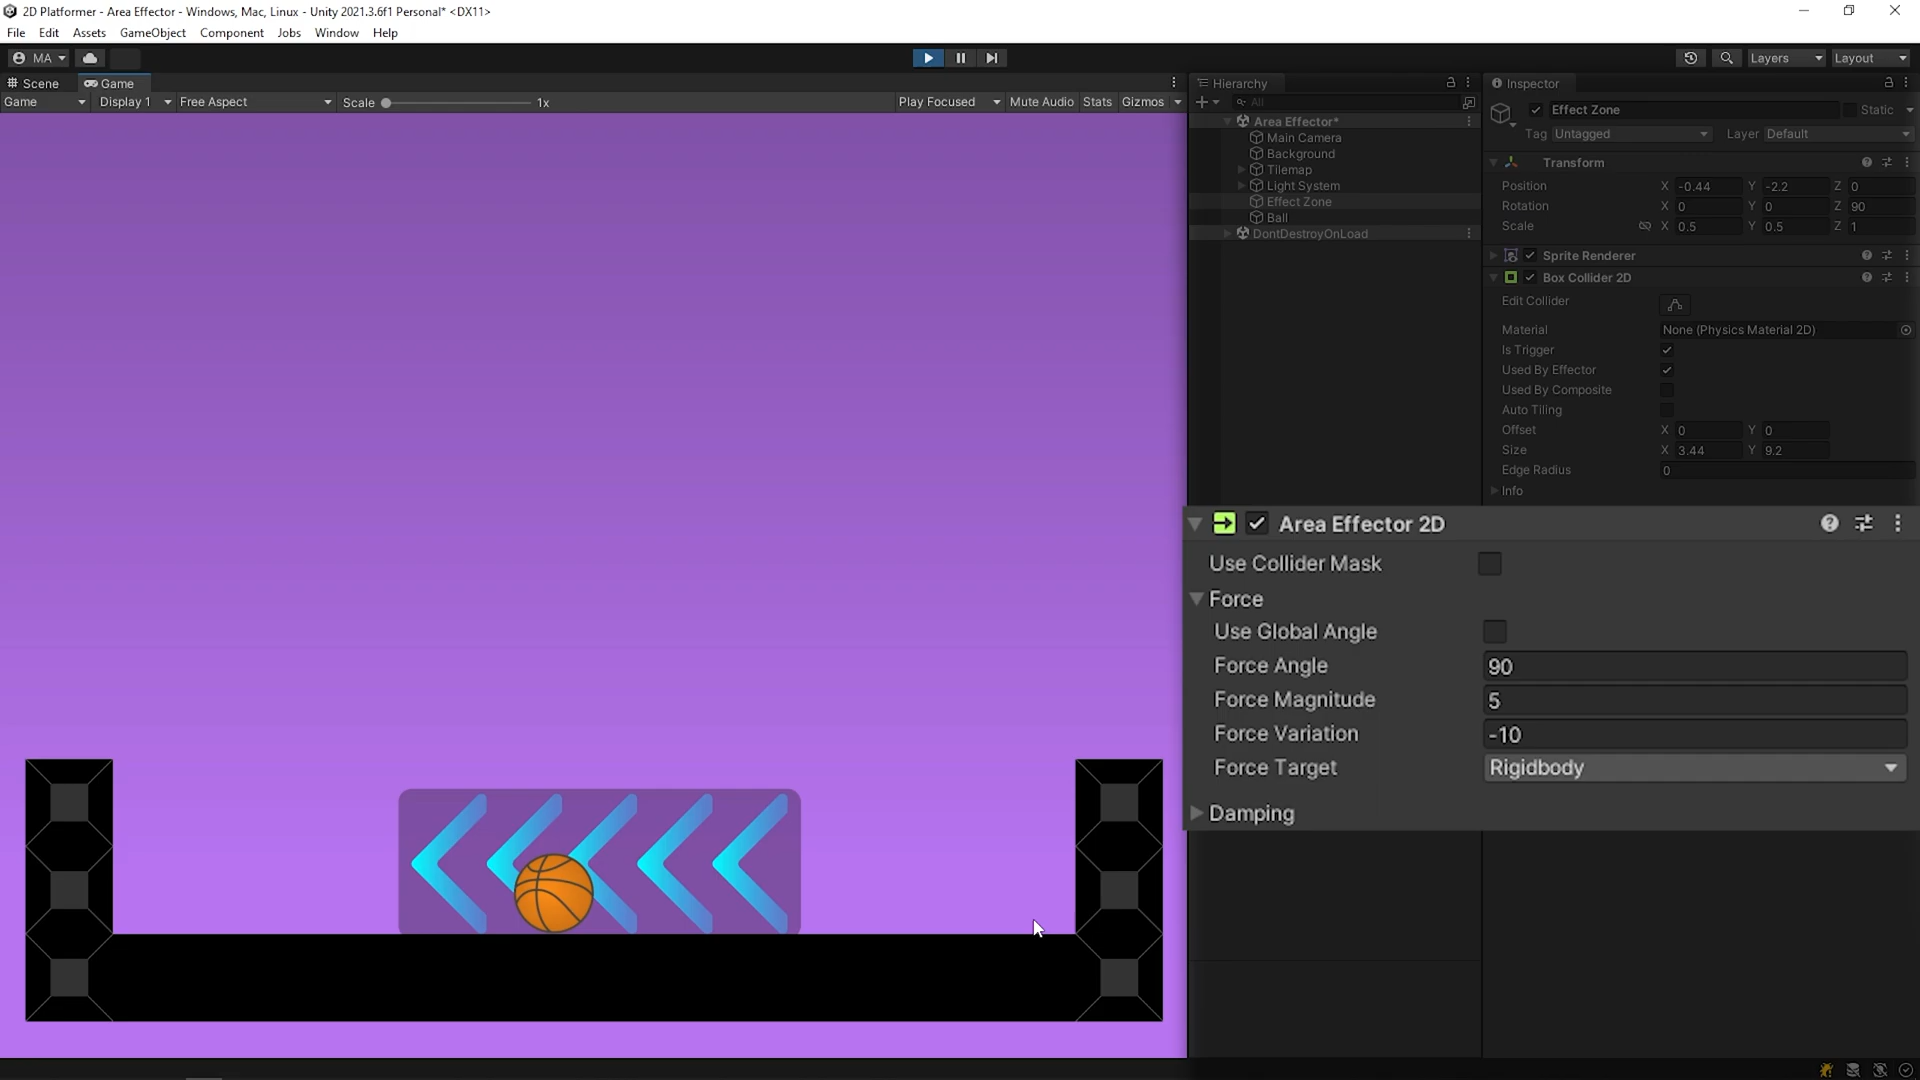 2D Platformer - Area Effector - Windows, Mac, Linux - Unity 2021.3.6f1 Personal* <DX11>
File Edit Assets GameObject Component Jobs Window Help
MA Layers Layout
Scene Game
Game Display 1 Free Aspect Scale 1x Play Focused Mute Audio Stats Gizmos
Hierarchy
All
Area Effector*
Main Camera
Background
Tilemap
Light System
Effect Zone
Ball
DontDestroyOnLoad
Inspector
Effect Zone Static
Tag Untagged Layer Default
Transform
Position X -0.44 Y -2.2 Z 0
Rotation X 0 Y 0 Z 90
Scale X 0.5 Y 0.5 Z 1
Sprite Renderer
Box Collider 2D
Edit Collider
Material None (Physics Material 2D)
Is Trigger
Used By Effector
Used By Composite
Auto Tiling
Offset X 0 Y 0
Size X 3.44 Y 9.2
Edge Radius 0
Info
Area Effector 2D
Use Collider Mask
Force
Use Global Angle
Force Angle 90
Force Magnitude 5
Force Variation -10
Force Target Rigidbody
Damping